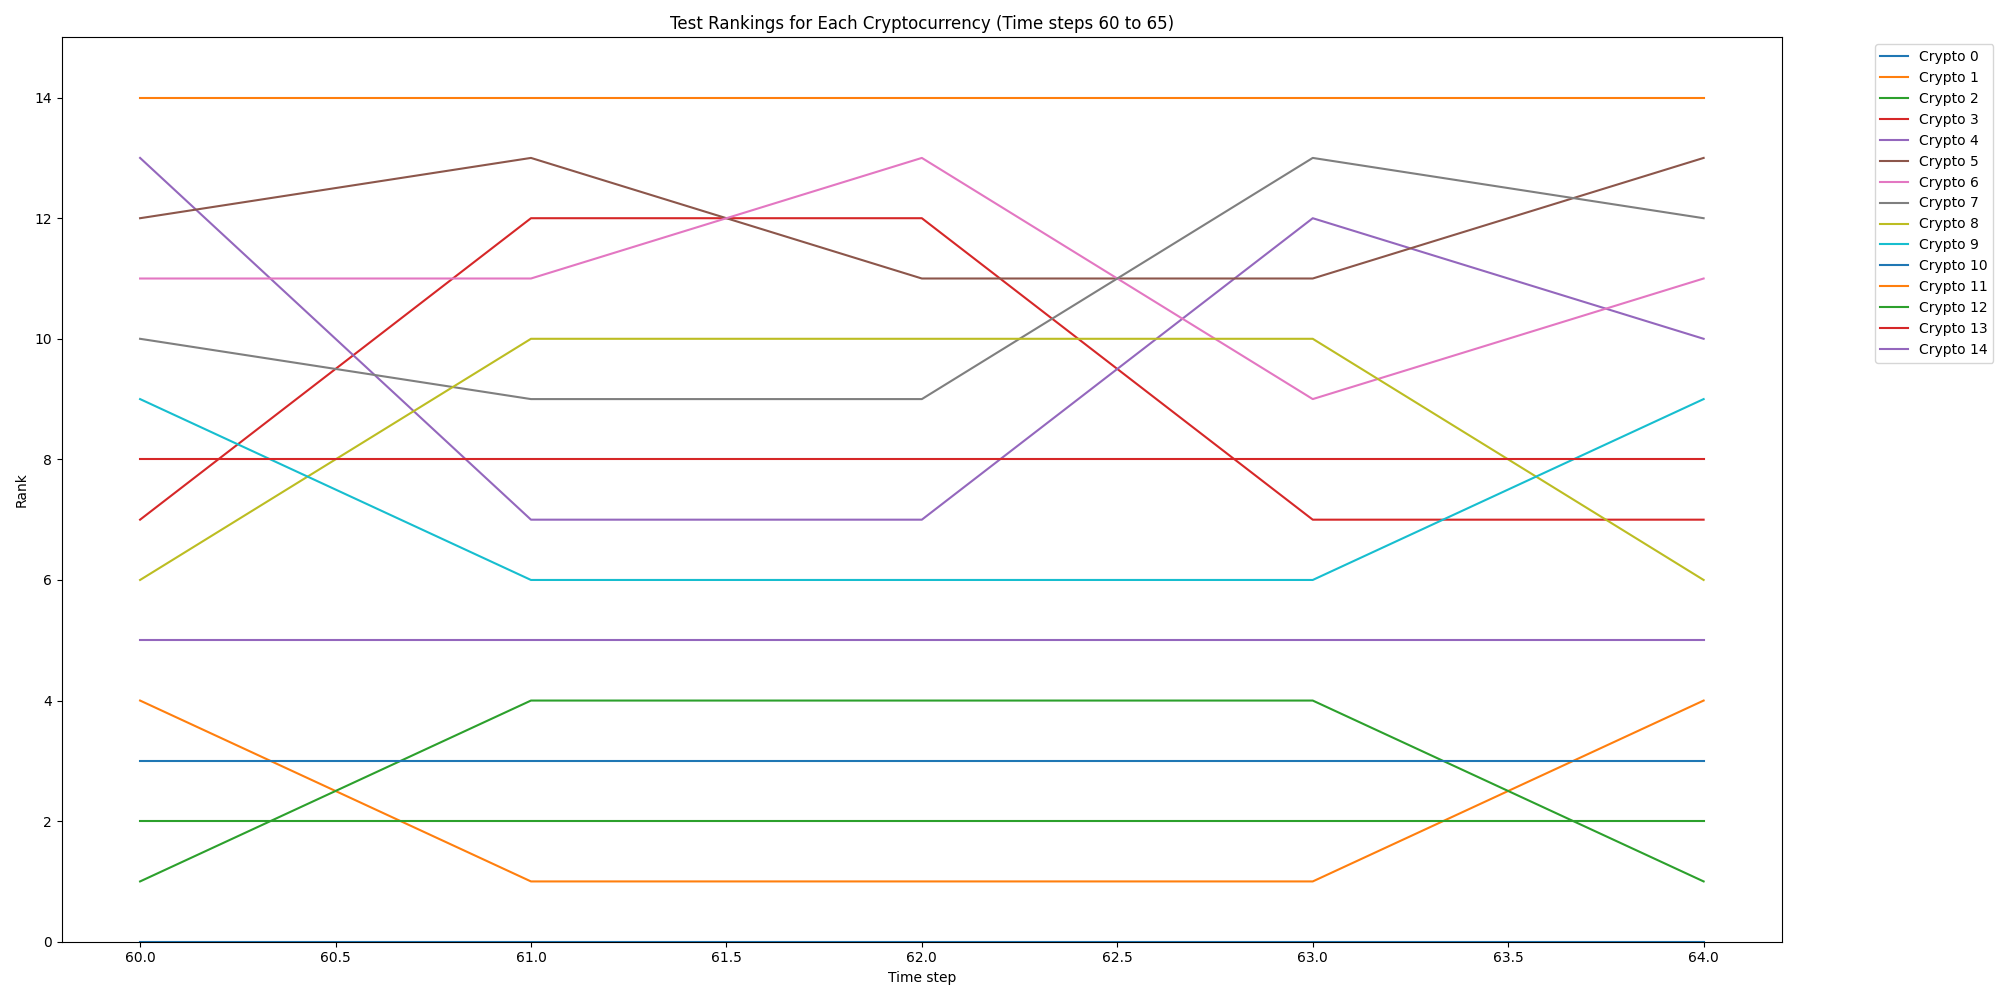 Test Rankings for Each Cryptocurrency (Time steps 60 to 65)
14
12
10
8
6
4
2
0
Rank
60.0 60.5 61.0 61.5 62.0 62.5 63.0 63.5 64.0
Time step
Crypto 0
Crypto 1
Crypto 2
Crypto 3
Crypto 4
Crypto 5
Crypto 6
Crypto 7
Crypto 8
Crypto 9
Crypto 10
Crypto 11
Crypto 12
Crypto 13
Crypto 14